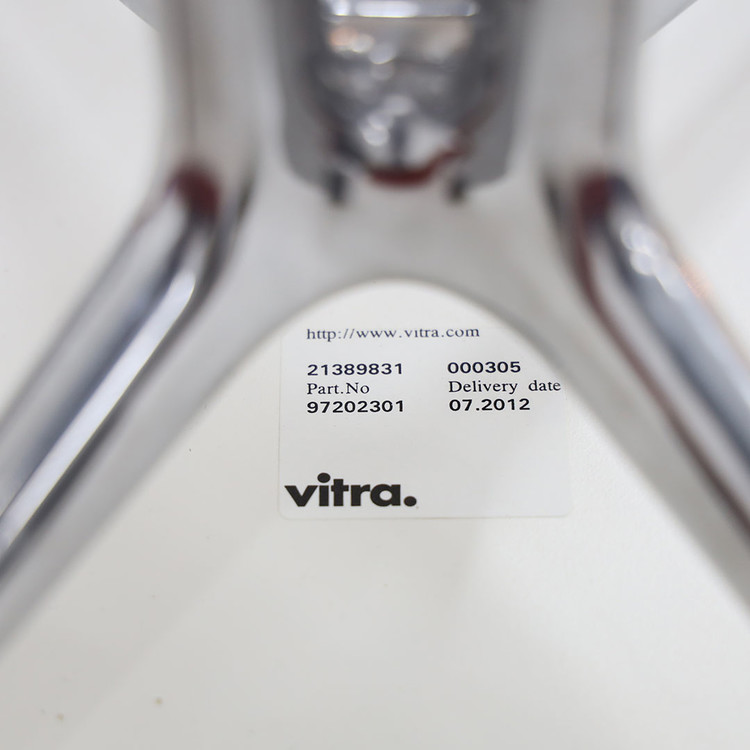 http://www.vitra.com
21389831 000305
Part.No Delivery date
97202301 07.2012
vitra.